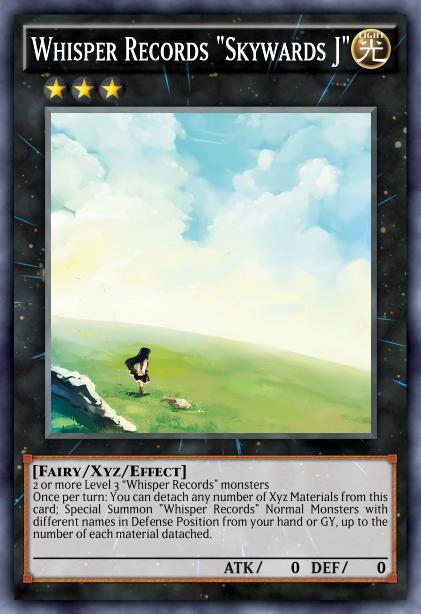 Whisper Records "Skywards J"
LIGHT
光
[Fairy/Xyz/Effect]
2 or more Level 3 "Whisper Records" monsters
Once per turn: You can detach any number of Xyz Materials from this
card; Special Summon "Whisper Records" Normal Monsters with
different names in Defense Position from your hand or GY, up to the
number of each material datached.
ATK/ 0 DEF/ 0